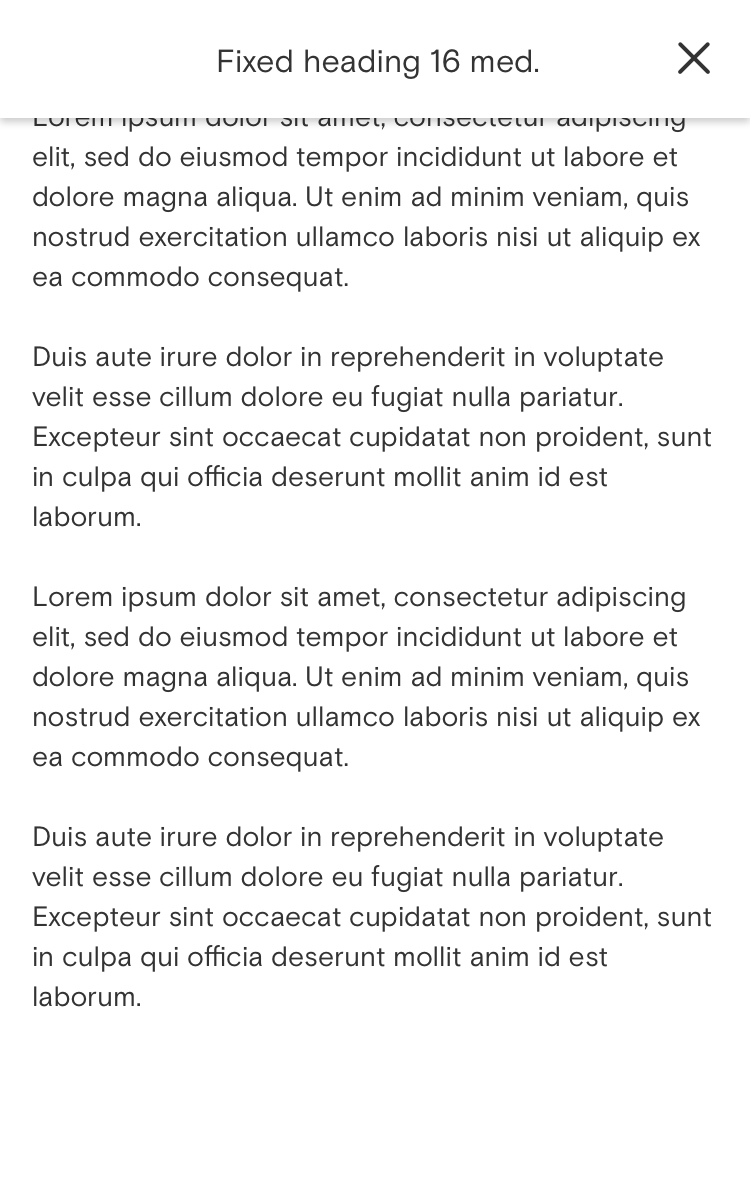 Fixed heading 16 med.
Lorem ipsum dolor sit amet, consectetur adipiscing
elit, sed do eiusmod tempor incididunt ut labore et
dolore magna aliqua. Ut enim ad minim veniam, quis
nostrud exercitation ullamco laboris nisi ut aliquip ex
ea commodo consequat.
Duis aute irure dolor in reprehenderit in voluptate
velit esse cillum dolore eu fugiat nulla pariatur.
Excepteur sint occaecat cupidatat non proident, sunt
in culpa qui officia deserunt mollit anim id est
laborum.
Lorem ipsum dolor sit amet, consectetur adipiscing
elit, sed do eiusmod tempor incididunt ut labore et
dolore magna aliqua. Ut enim ad minim veniam, quis
nostrud exercitation ullamco laboris nisi ut aliquip ex
ea commodo consequat.
Duis aute irure dolor in reprehenderit in voluptate
velit esse cillum dolore eu fugiat nulla pariatur.
Excepteur sint occaecat cupidatat non proident, sunt
in culpa qui officia deserunt mollit anim id est
laborum.